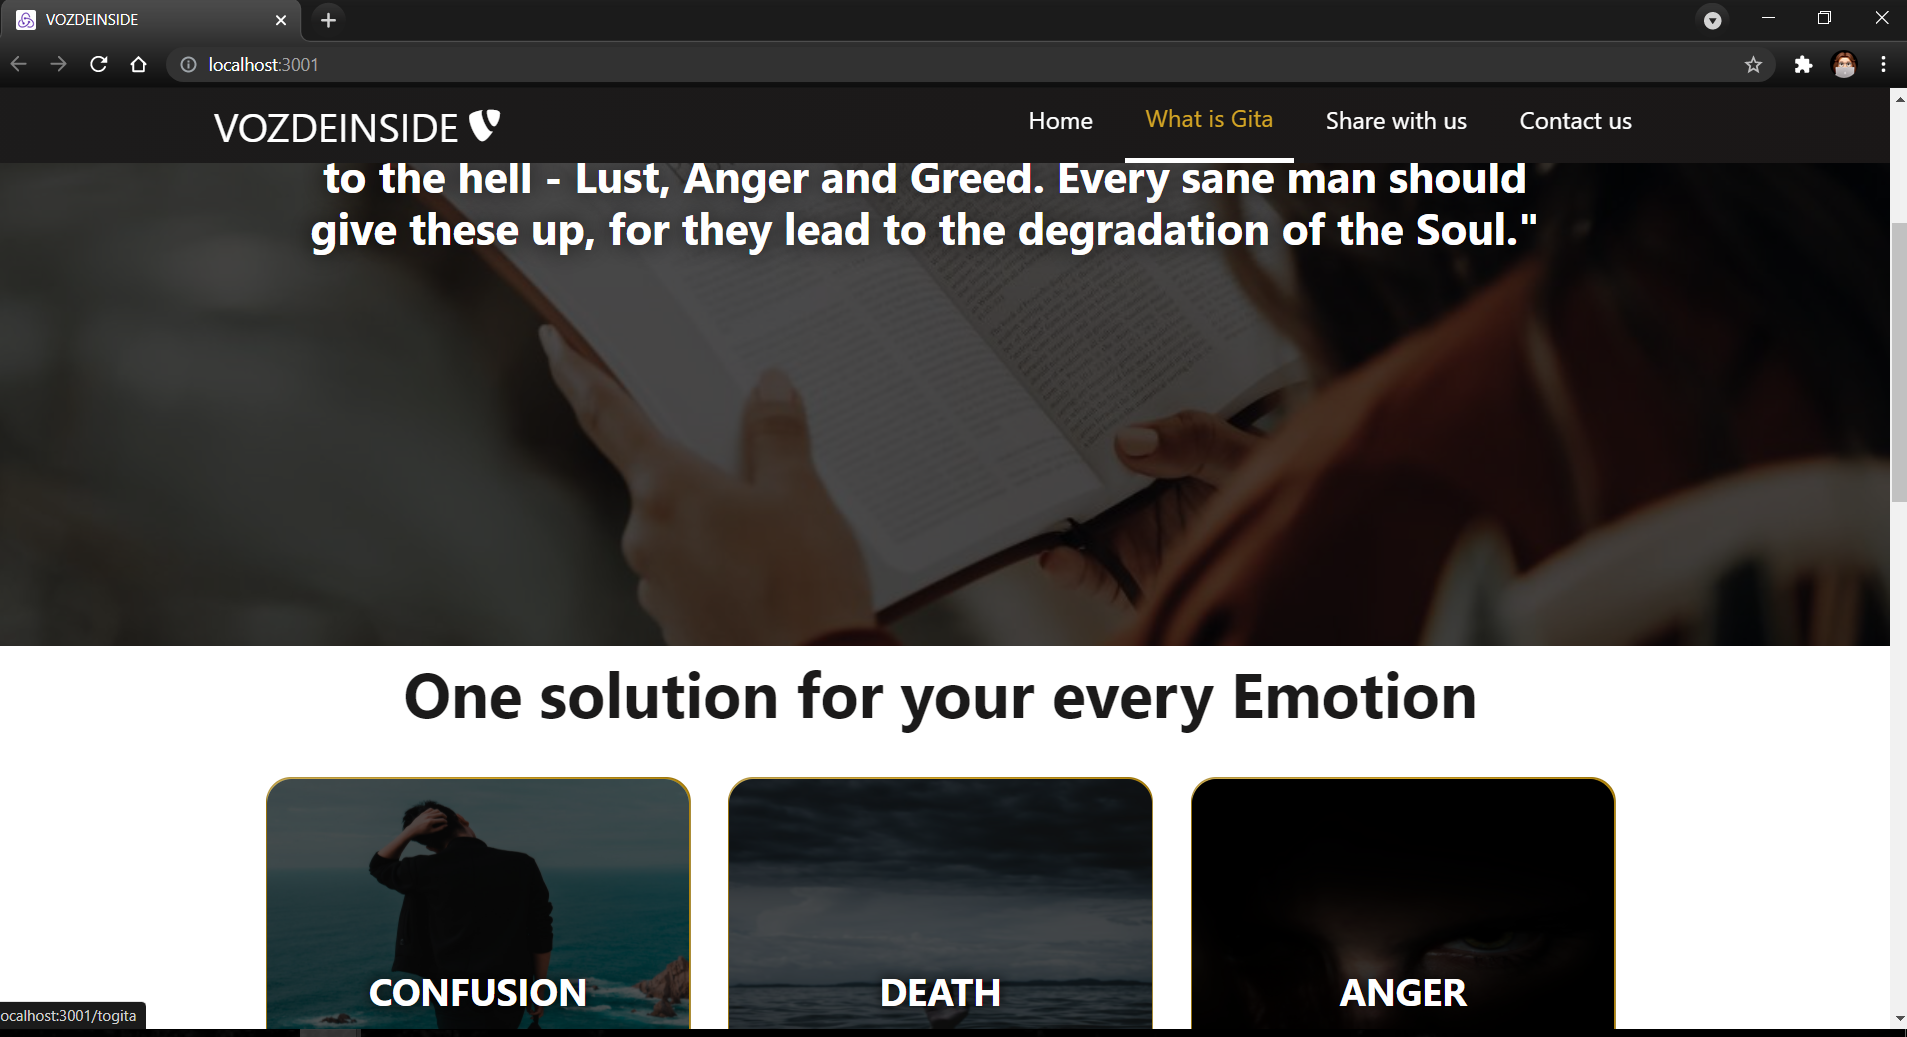 VOZDEINSIDE
localhost:3001
VOZDEINSIDE
Home
What is Gita
Share with us
Contact us
to the hell - Lust, Anger and Greed. Every sane man should
give these up, for they lead to the degradation of the Soul."
One solution for your every Emotion
CONFUSION
DEATH
ANGER
ocalhost:3001/togita